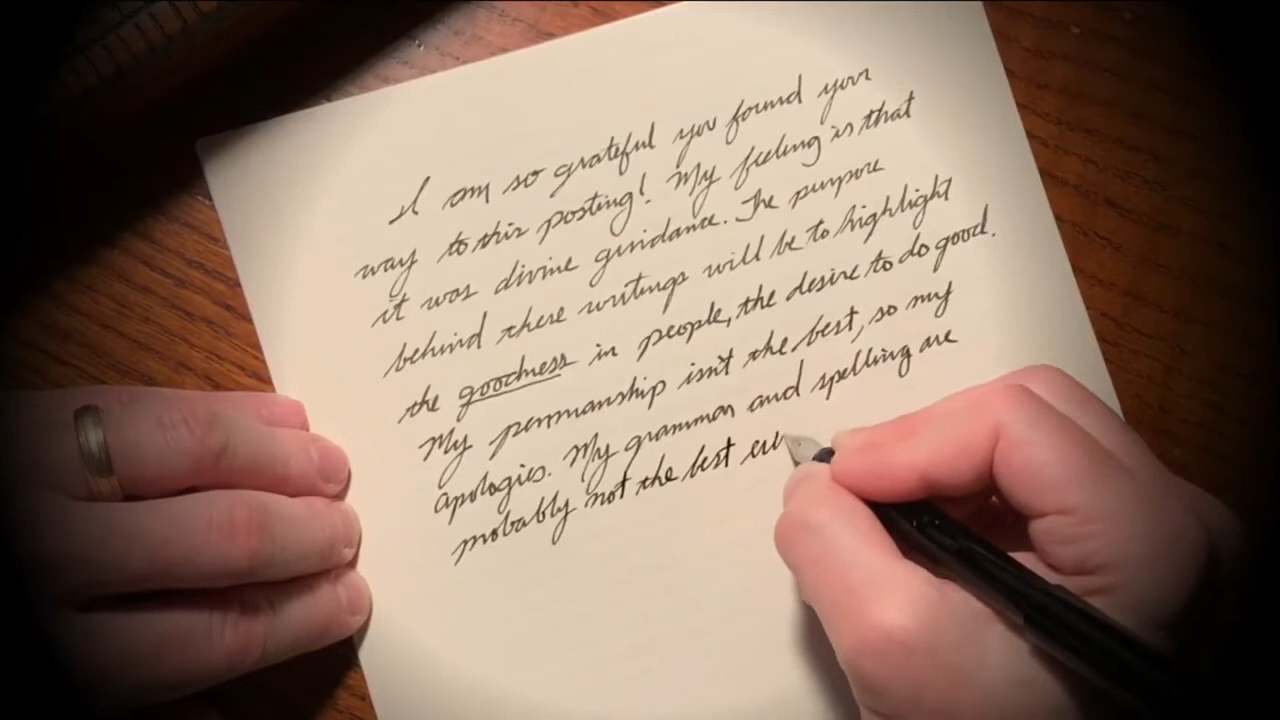 I am so grateful you found your
way to this posting! My feeling is that
it was divine guidance. The purpose
behind these writings will be to highlight
the goodness in people, the desire to do good.
My penmanship isn't the best, so my
apologies. My grammar and spelling are
probably not the best